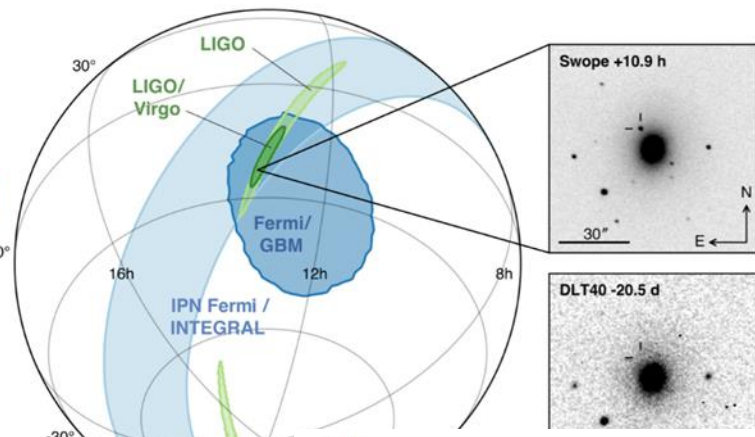 LIGO
30°
LIGO/
Virgo
Swope +10.9 h
30"
N
E
Fermi/
GBM
0°
16h
12h
8h
IPN Fermi /
INTEGRAL
DLT40 -20.5 d
-30°